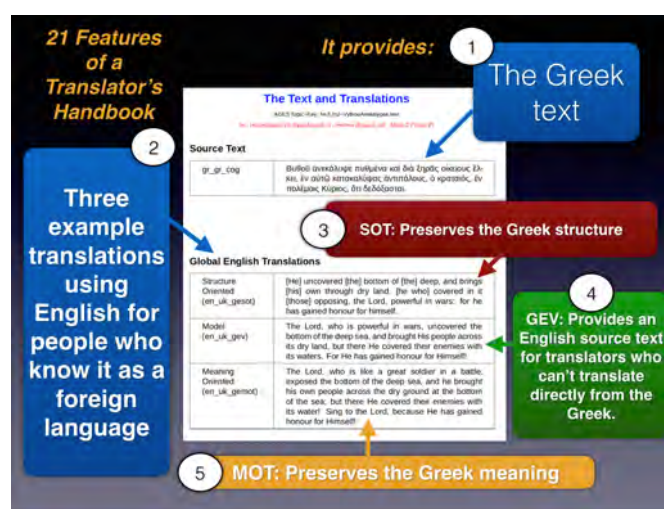 21 Features
of a
Translator's
Handbook
It provides:
1
The Greek
text
The Text and Translations
2
Three
example
translations
using
English for
people who
know it as a
foreign
language
Source Text
gr_gr_cog
Βυθοῦ ἀνεκάλυψε πυθμένα καὶ διὰ ξηρᾶς οἰκείους ἕλ-
κει, ἐν αὐτῷ κατακαλύψας ἀντιπάλους, ὁ κραταιός, ἐν
πολέμοις Κύριος, ὅτι δεδόξασται.
3
SOT: Preserves the Greek structure
Global English Translations
Structure
Oriented
(en_uk_gesot)
[He] uncovered [the] bottom of [the] deep, and brings
[his] own through dry land, [he who] covered in it
[those] opposing, the Lord, powerful in wars: for he
has gained honour for himself.
Model
(en_uk_gev)
The Lord, who is powerful in wars, uncovered the
bottom of the deep sea, and brought His people across
its dry land, but there He covered their enemies with
its waters. For He has gained honour for Himself!
Meaning
Oriented
(en_uk_gemot)
The Lord, who is like a great soldier in a battle,
exposed the bottom of the deep sea, and he brought
his own people across the dry ground at the bottom
of the sea, but there He covered their enemies with
its water! Sing to the Lord, because He has gained
honour for Himself!
4
GEV: Provides an
English source text
for translators who
can't translate
directly from the
Greek.
5
MOT: Preserves the Greek meaning